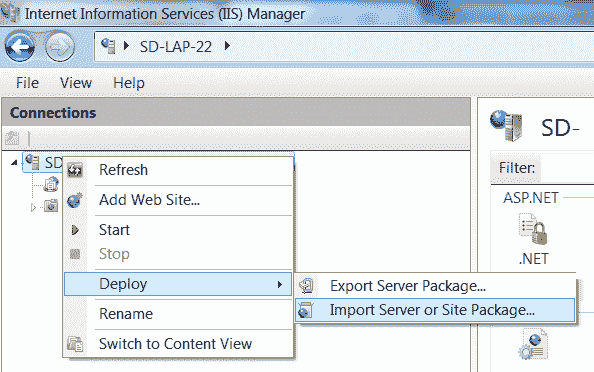 Internet Information Services (IIS) Manager
SD-LAP-22
File View Help
Connections
SD
SD-
Refresh
Add Web Site...
Start
Stop
Deploy
Rename
Switch to Content View
Export Server Package...
Import Server or Site Package...
Filter:
ASP.NET
.NET